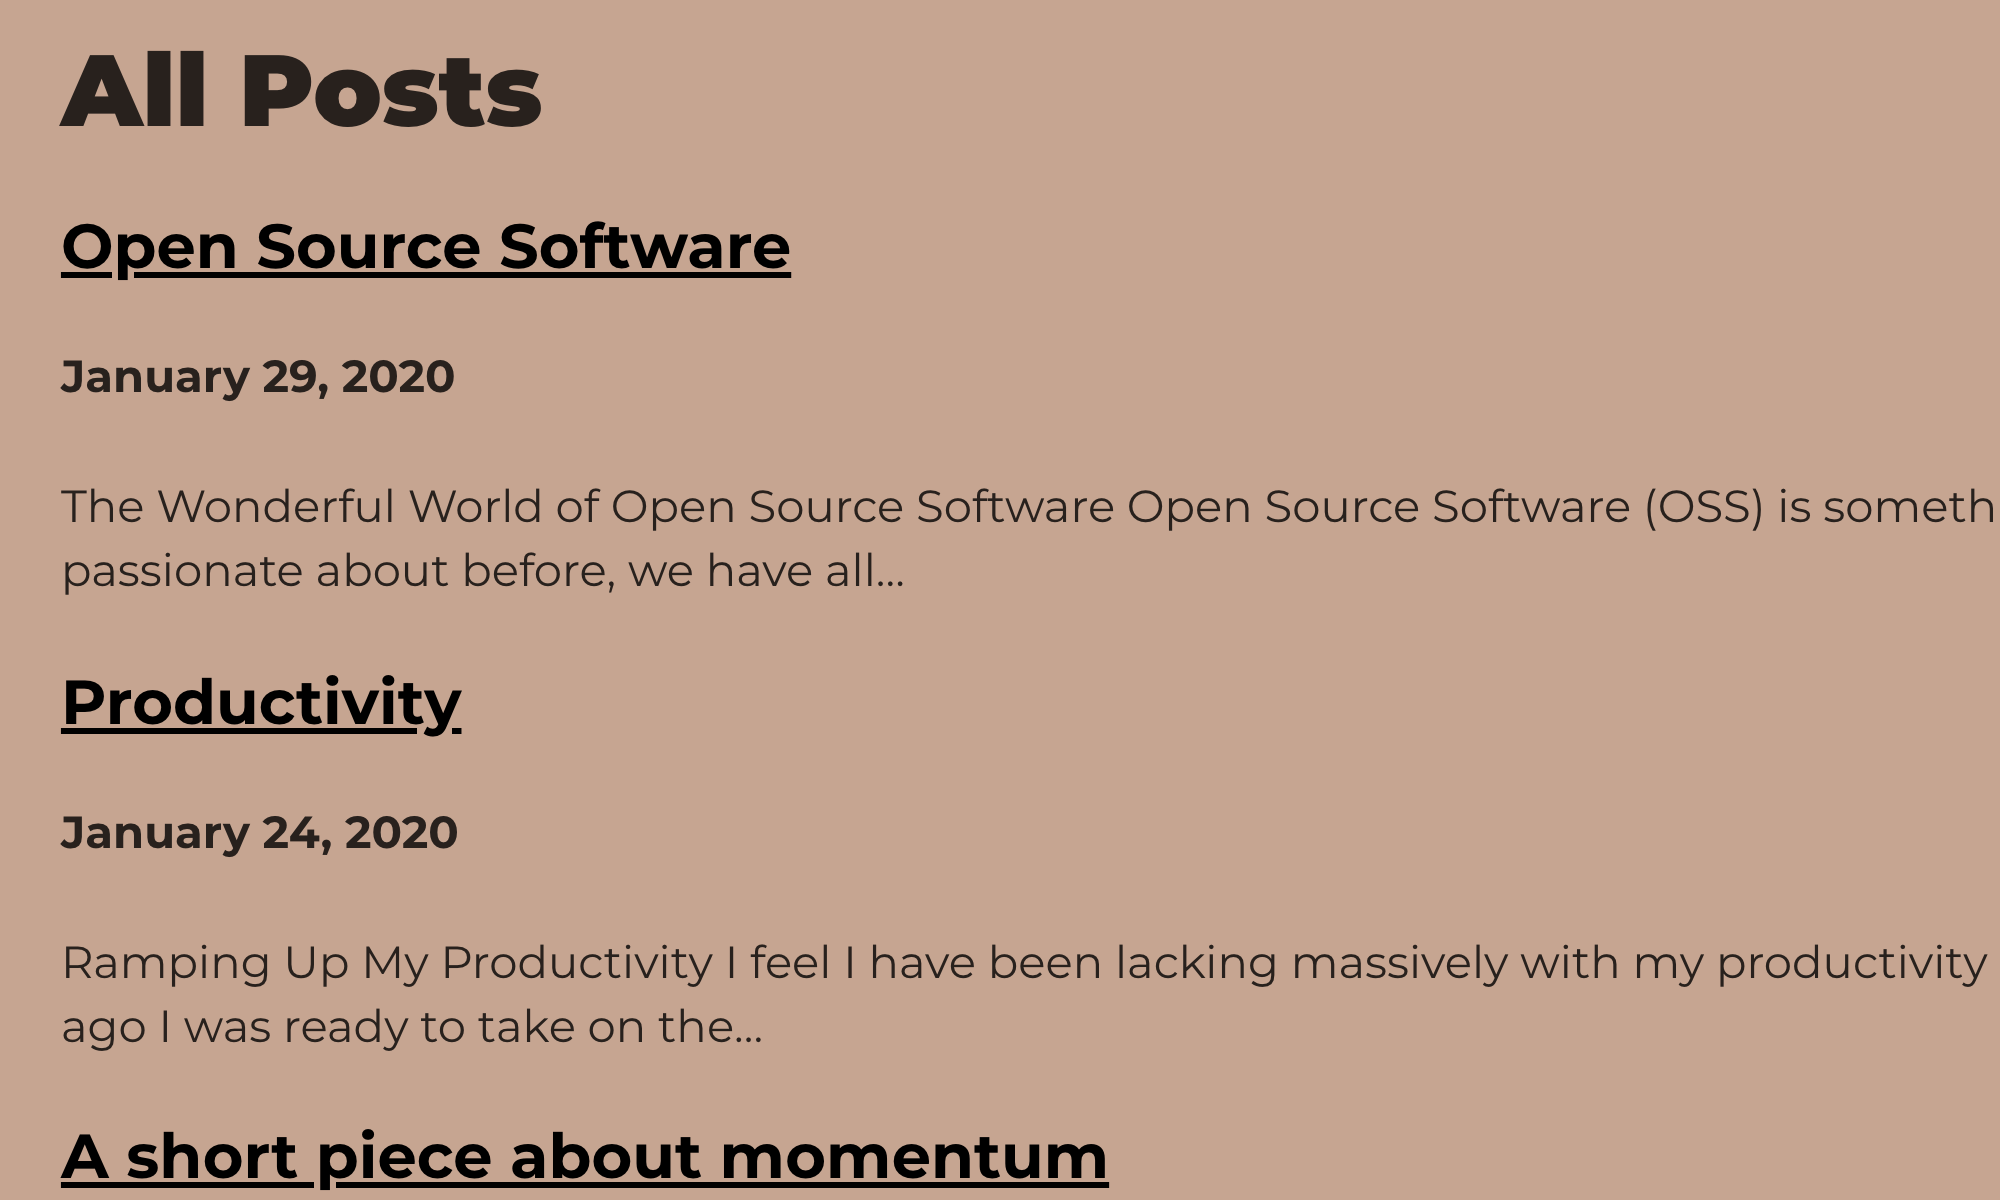 All Posts
Open Source Software
January 29, 2020
The Wonderful World of Open Source Software Open Source Software (OSS) is someth
passionate about before, we have all...
Productivity
January 24, 2020
Ramping Up My Productivity I feel I have been lacking massively with my productivity
ago I was ready to take on the...
A short piece about momentum